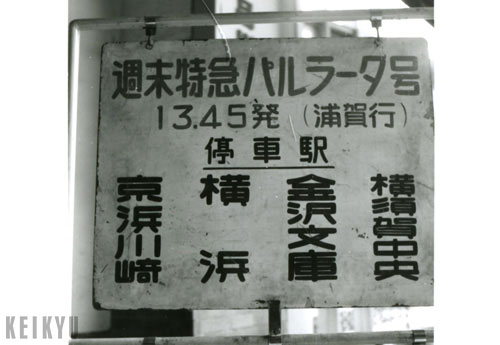 週末特急パルラータ号
13.45発 (浦賀行)
停車駅
京浜川崎
横浜
金沢文庫
横須賀中央
KEIKYU